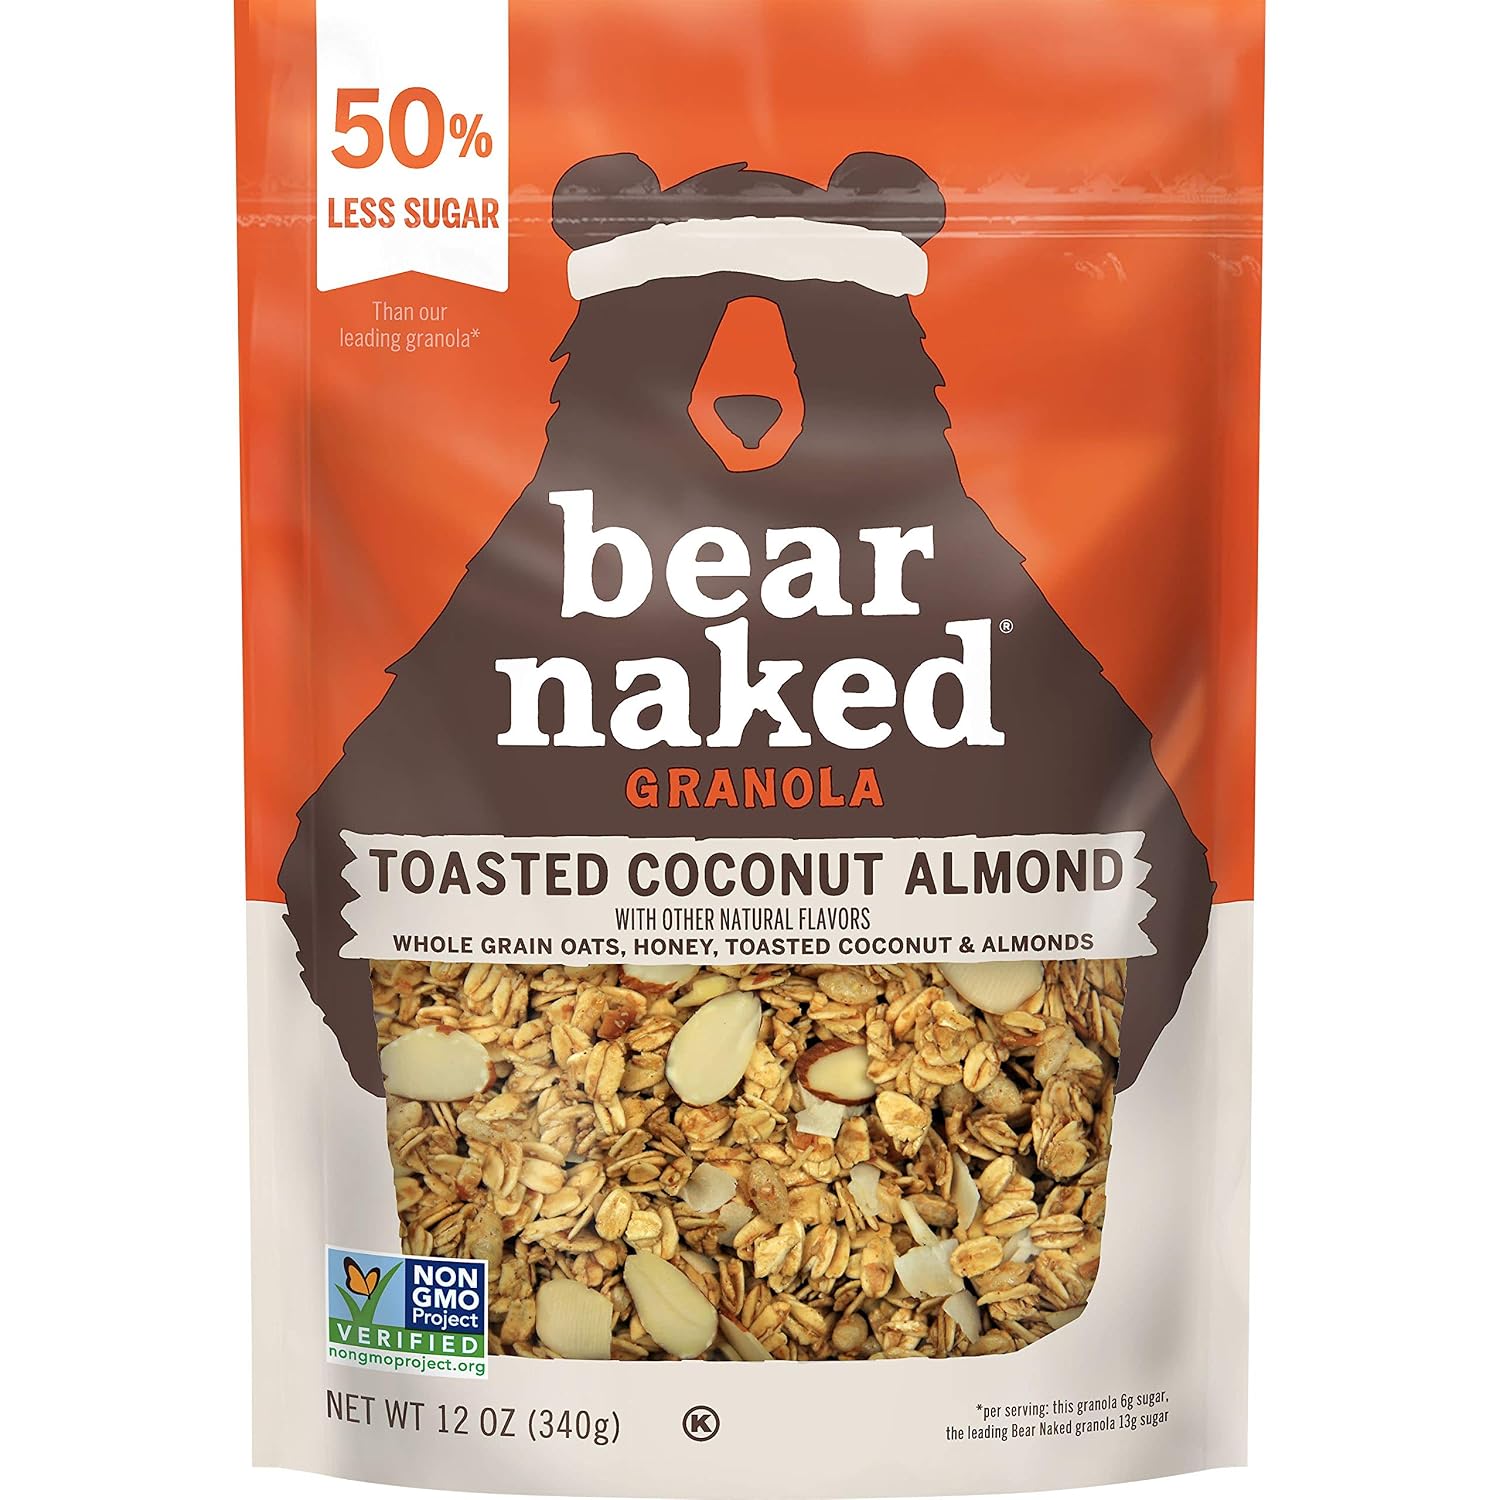 50%
LESS SUGAR
Than our
leading granola*
bear
naked®
GRANOLA
TOASTED COCONUT ALMOND
WITH OTHER NATURAL FLAVORS
WHOLE GRAIN OATS, HONEY, TOASTED COCONUT & ALMONDS
NON
GMO
Project
VERIFIED
nongmoproject.org
NET WT 12 OZ (340g)
K
*per serving: this granola 6g sugar,
the leading Bear Naked granola 13g sugar